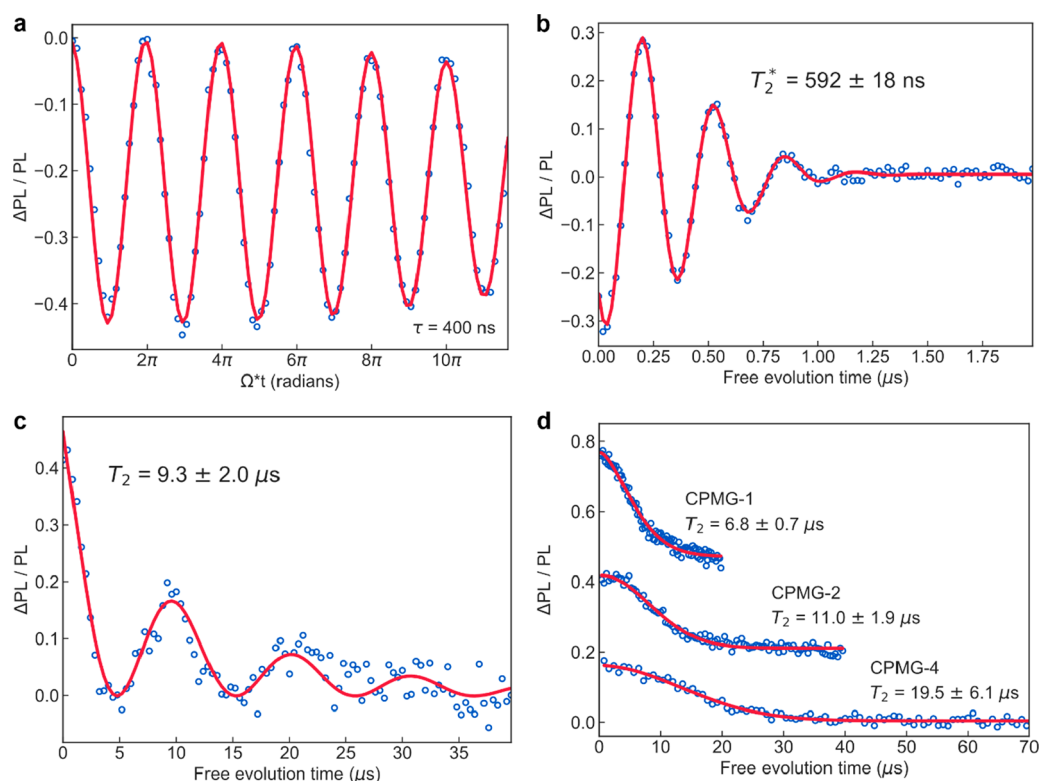 a
ΔPL / PL
0.0
−0.1
−0.2
−0.3
−0.4
τ = 400 ns
0 2π 4π 6π 8π 10π
Ω*t (radians)
b
ΔPL / PL
0.3
0.2
0.1
0.0
−0.1
−0.2
−0.3
T₂* = 592 ± 18 ns
0.00 0.25 0.50 0.75 1.00 1.25 1.50 1.75
Free evolution time (μs)
c
ΔPL / PL
0.4
0.3
0.2
0.1
0.0
T₂ = 9.3 ± 2.0 μs
0 5 10 15 20 25 30 35
Free evolution time (μs)
d
ΔPL / PL
0.8
0.6
0.4
0.2
0.0
CPMG-1
T₂ = 6.8 ± 0.7 μs
CPMG-2
T₂ = 11.0 ± 1.9 μs
CPMG-4
T₂ = 19.5 ± 6.1 μs
0 10 20 30 40 50 60 70
Free evolution time (μs)